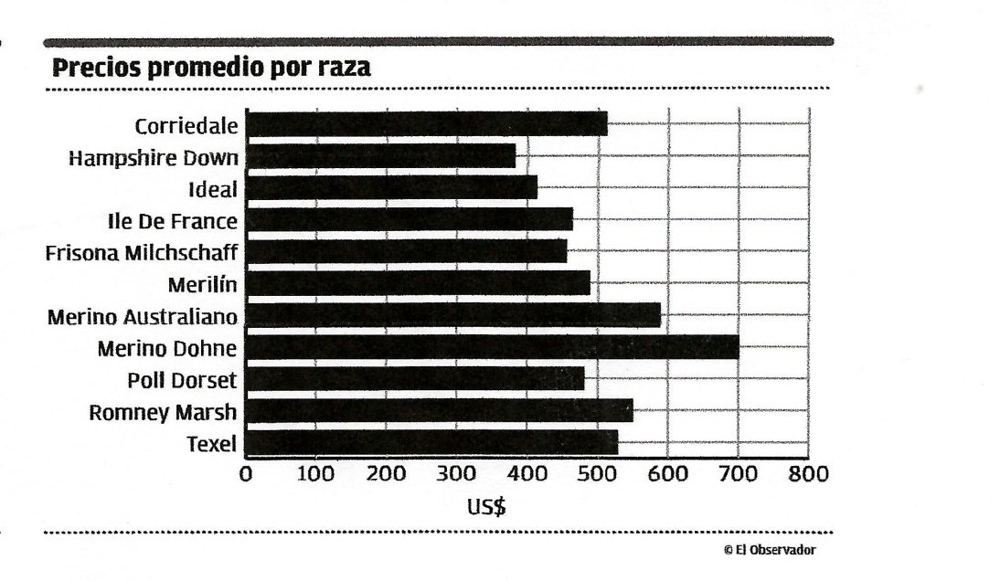 Precios promedio por raza
Corriedale
Hampshire Down
Ideal
Ile De France
Frisona Milchschaff
Merilín
Merino Australiano
Merino Dohne
Poll Dorset
Romney Marsh
Texel
0 100 200 300 400 500 600 700 800
US$
© El Observador